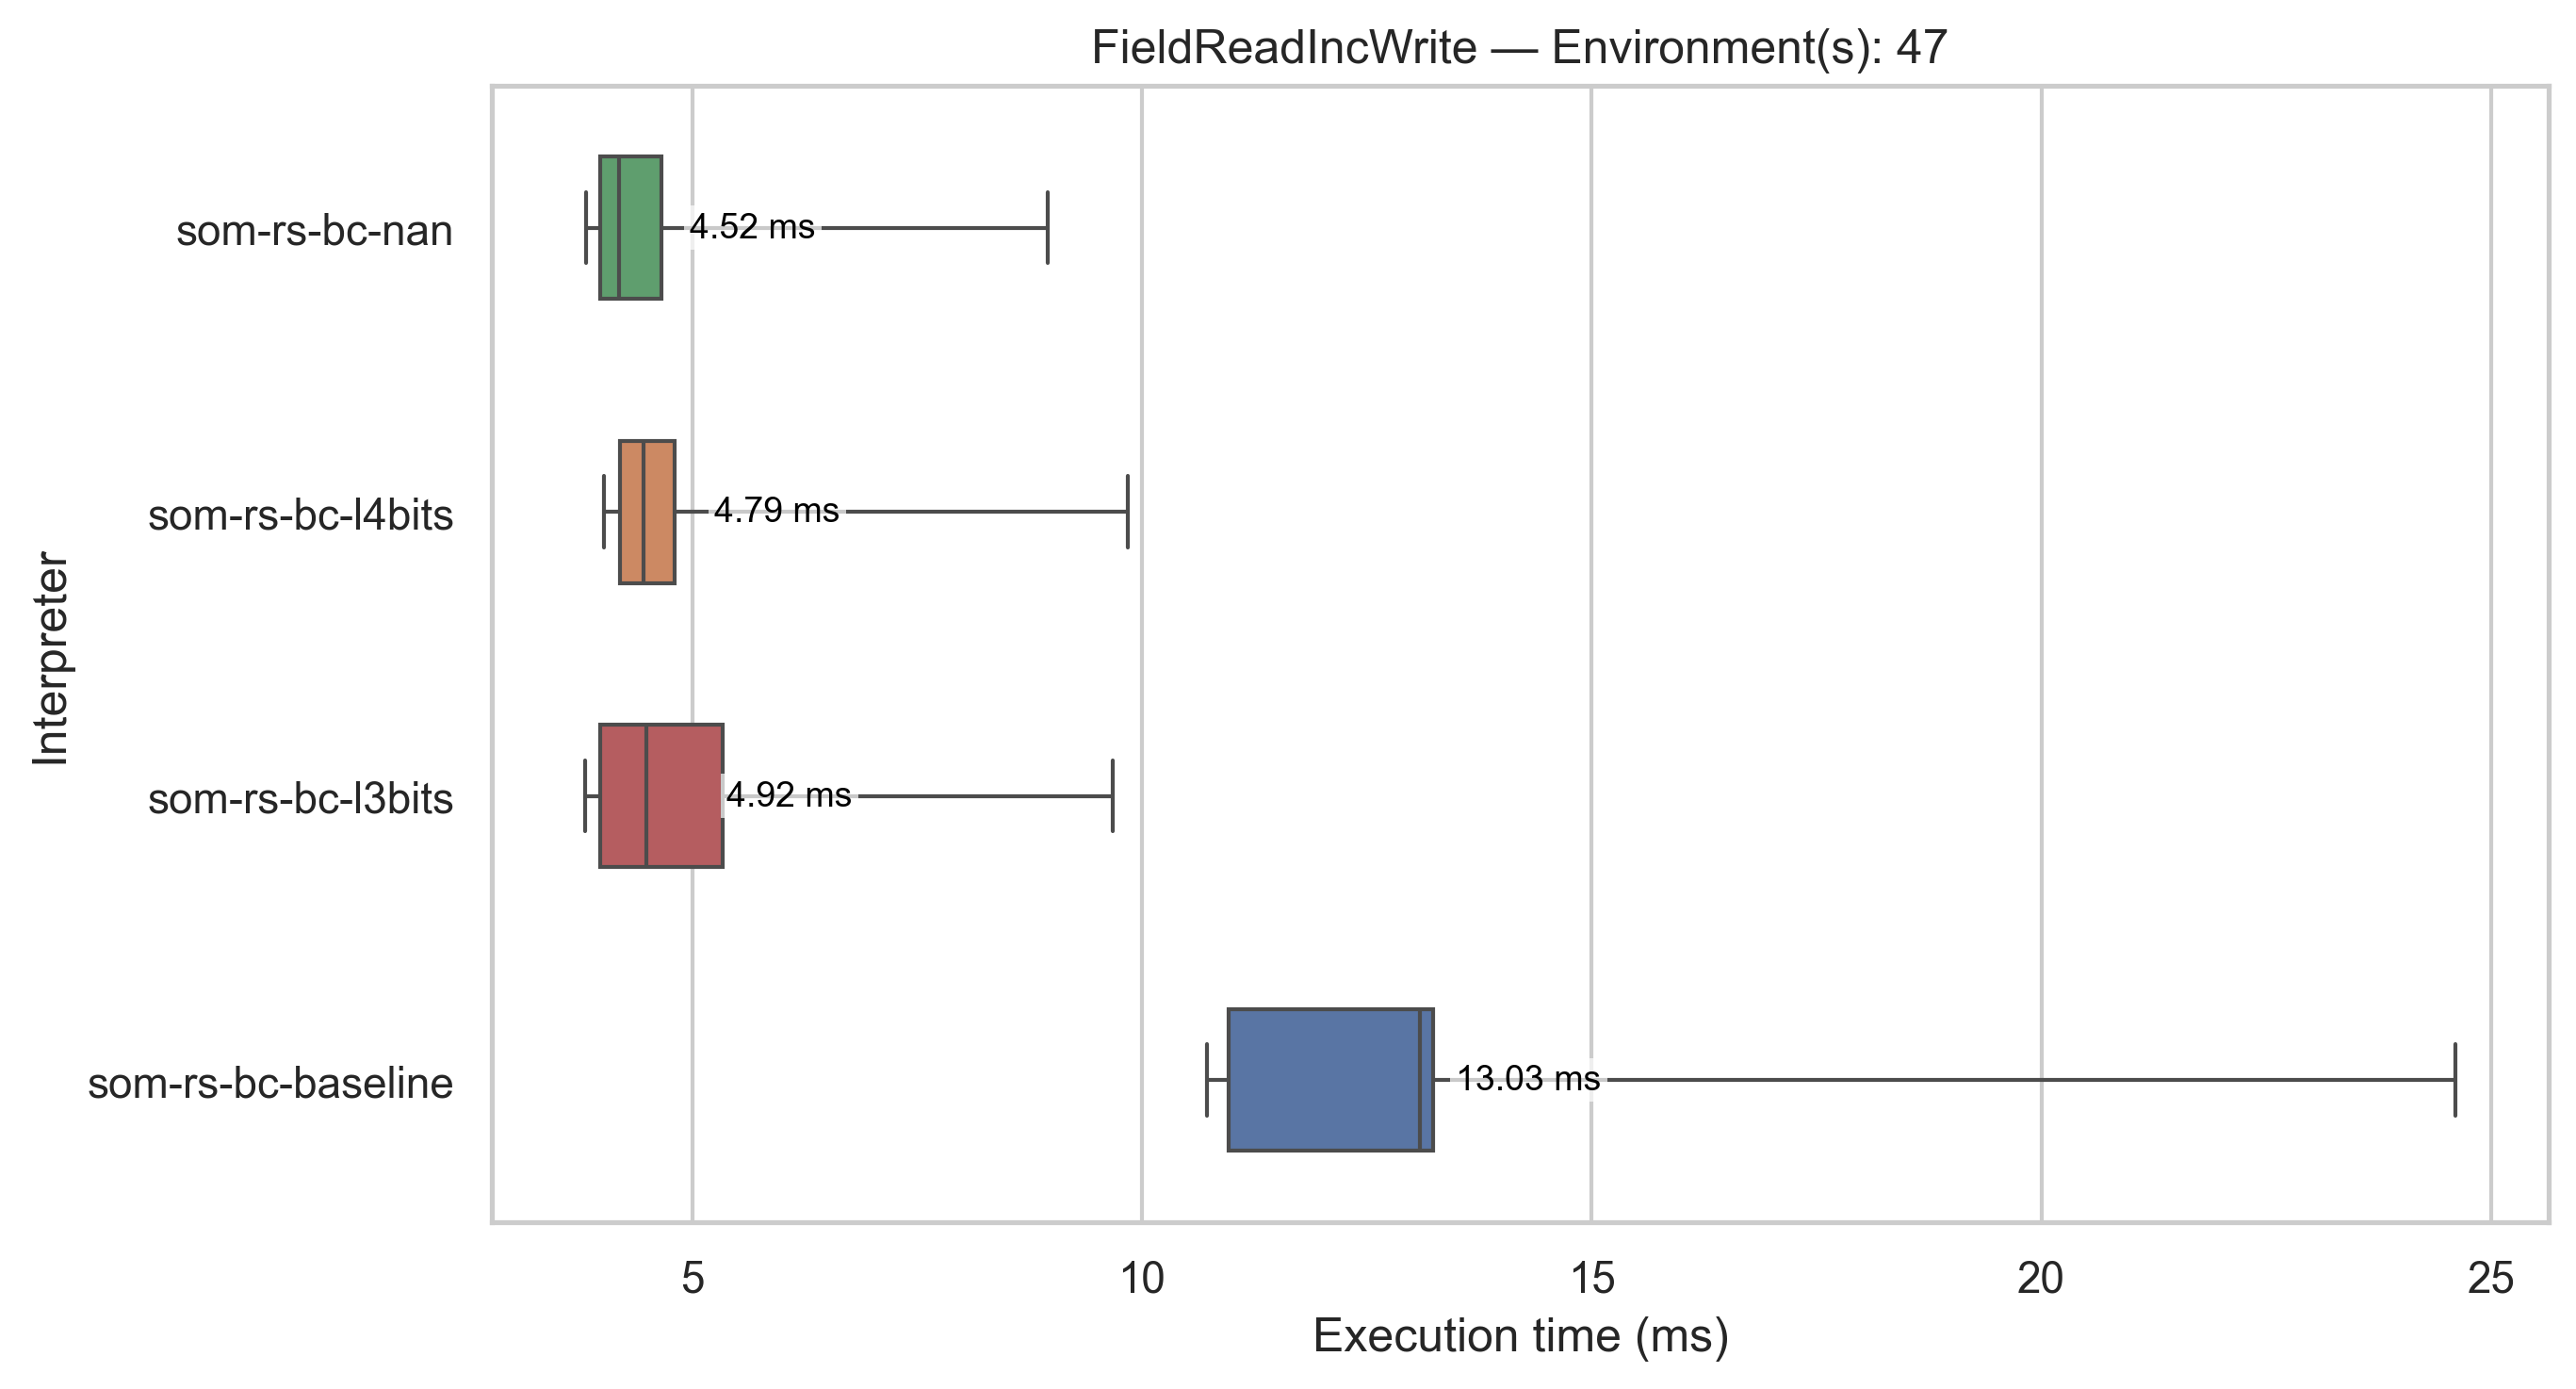 FieldReadIncWrite — Environment(s): 47
Interpreter
som-rs-bc-nan
4.52 ms
som-rs-bc-l4bits
4.79 ms
som-rs-bc-l3bits
4.92 ms
som-rs-bc-baseline
13.03 ms
5 10 15 20 25
Execution time (ms)